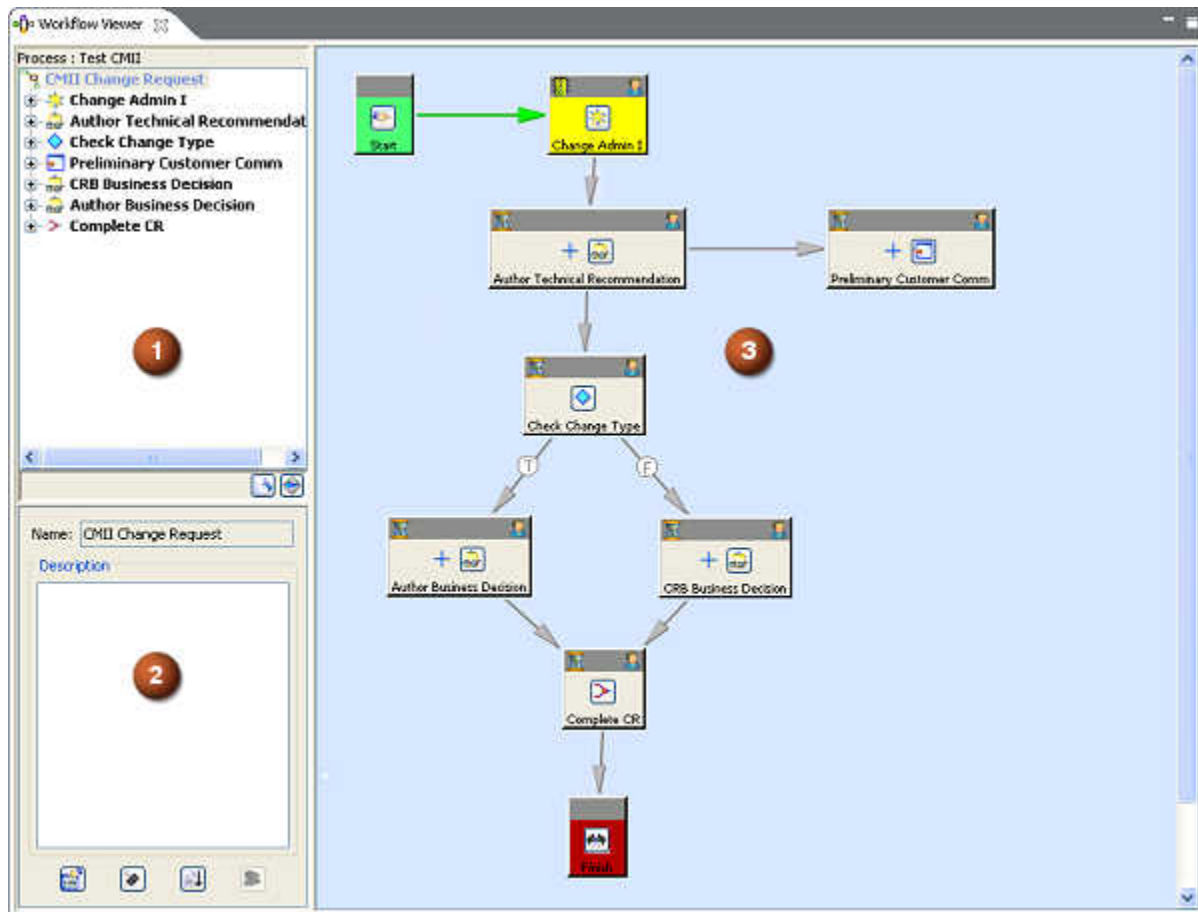 Workflow Viewer
Process : Test CMII
CMII Change Request
Change Admin I
Author Technical Recommendat
Check Change Type
Preliminary Customer Comm
CRB Business Decision
Author Business Decision
Complete CR
1
Name: CMII Change Request
Description
2
Start
Change Admin I
Author Technical Recommendation
Preliminary Customer Comm
3
Check Change Type
T
F
Author Business Decision
CRB Business Decision
Complete CR
Finish